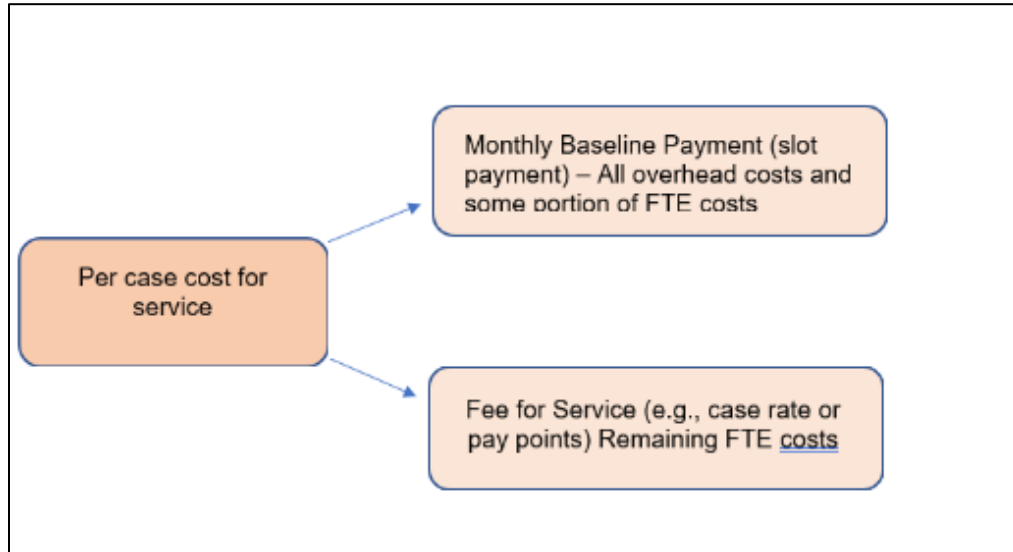 Monthly Baseline Payment (slot
payment) – All overhead costs and
some portion of FTE costs
Per case cost for
service
Fee for Service (e.g., case rate or
pay points) Remaining FTE costs